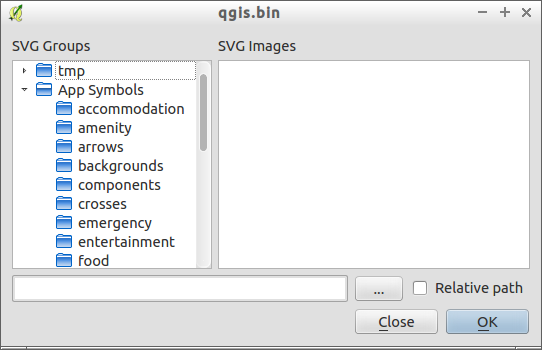 qgis.bin
SVG Groups
SVG Images
tmp
App Symbols
accommodation
amenity
arrows
backgrounds
components
crosses
emergency
entertainment
food
...
Relative path
Close
OK